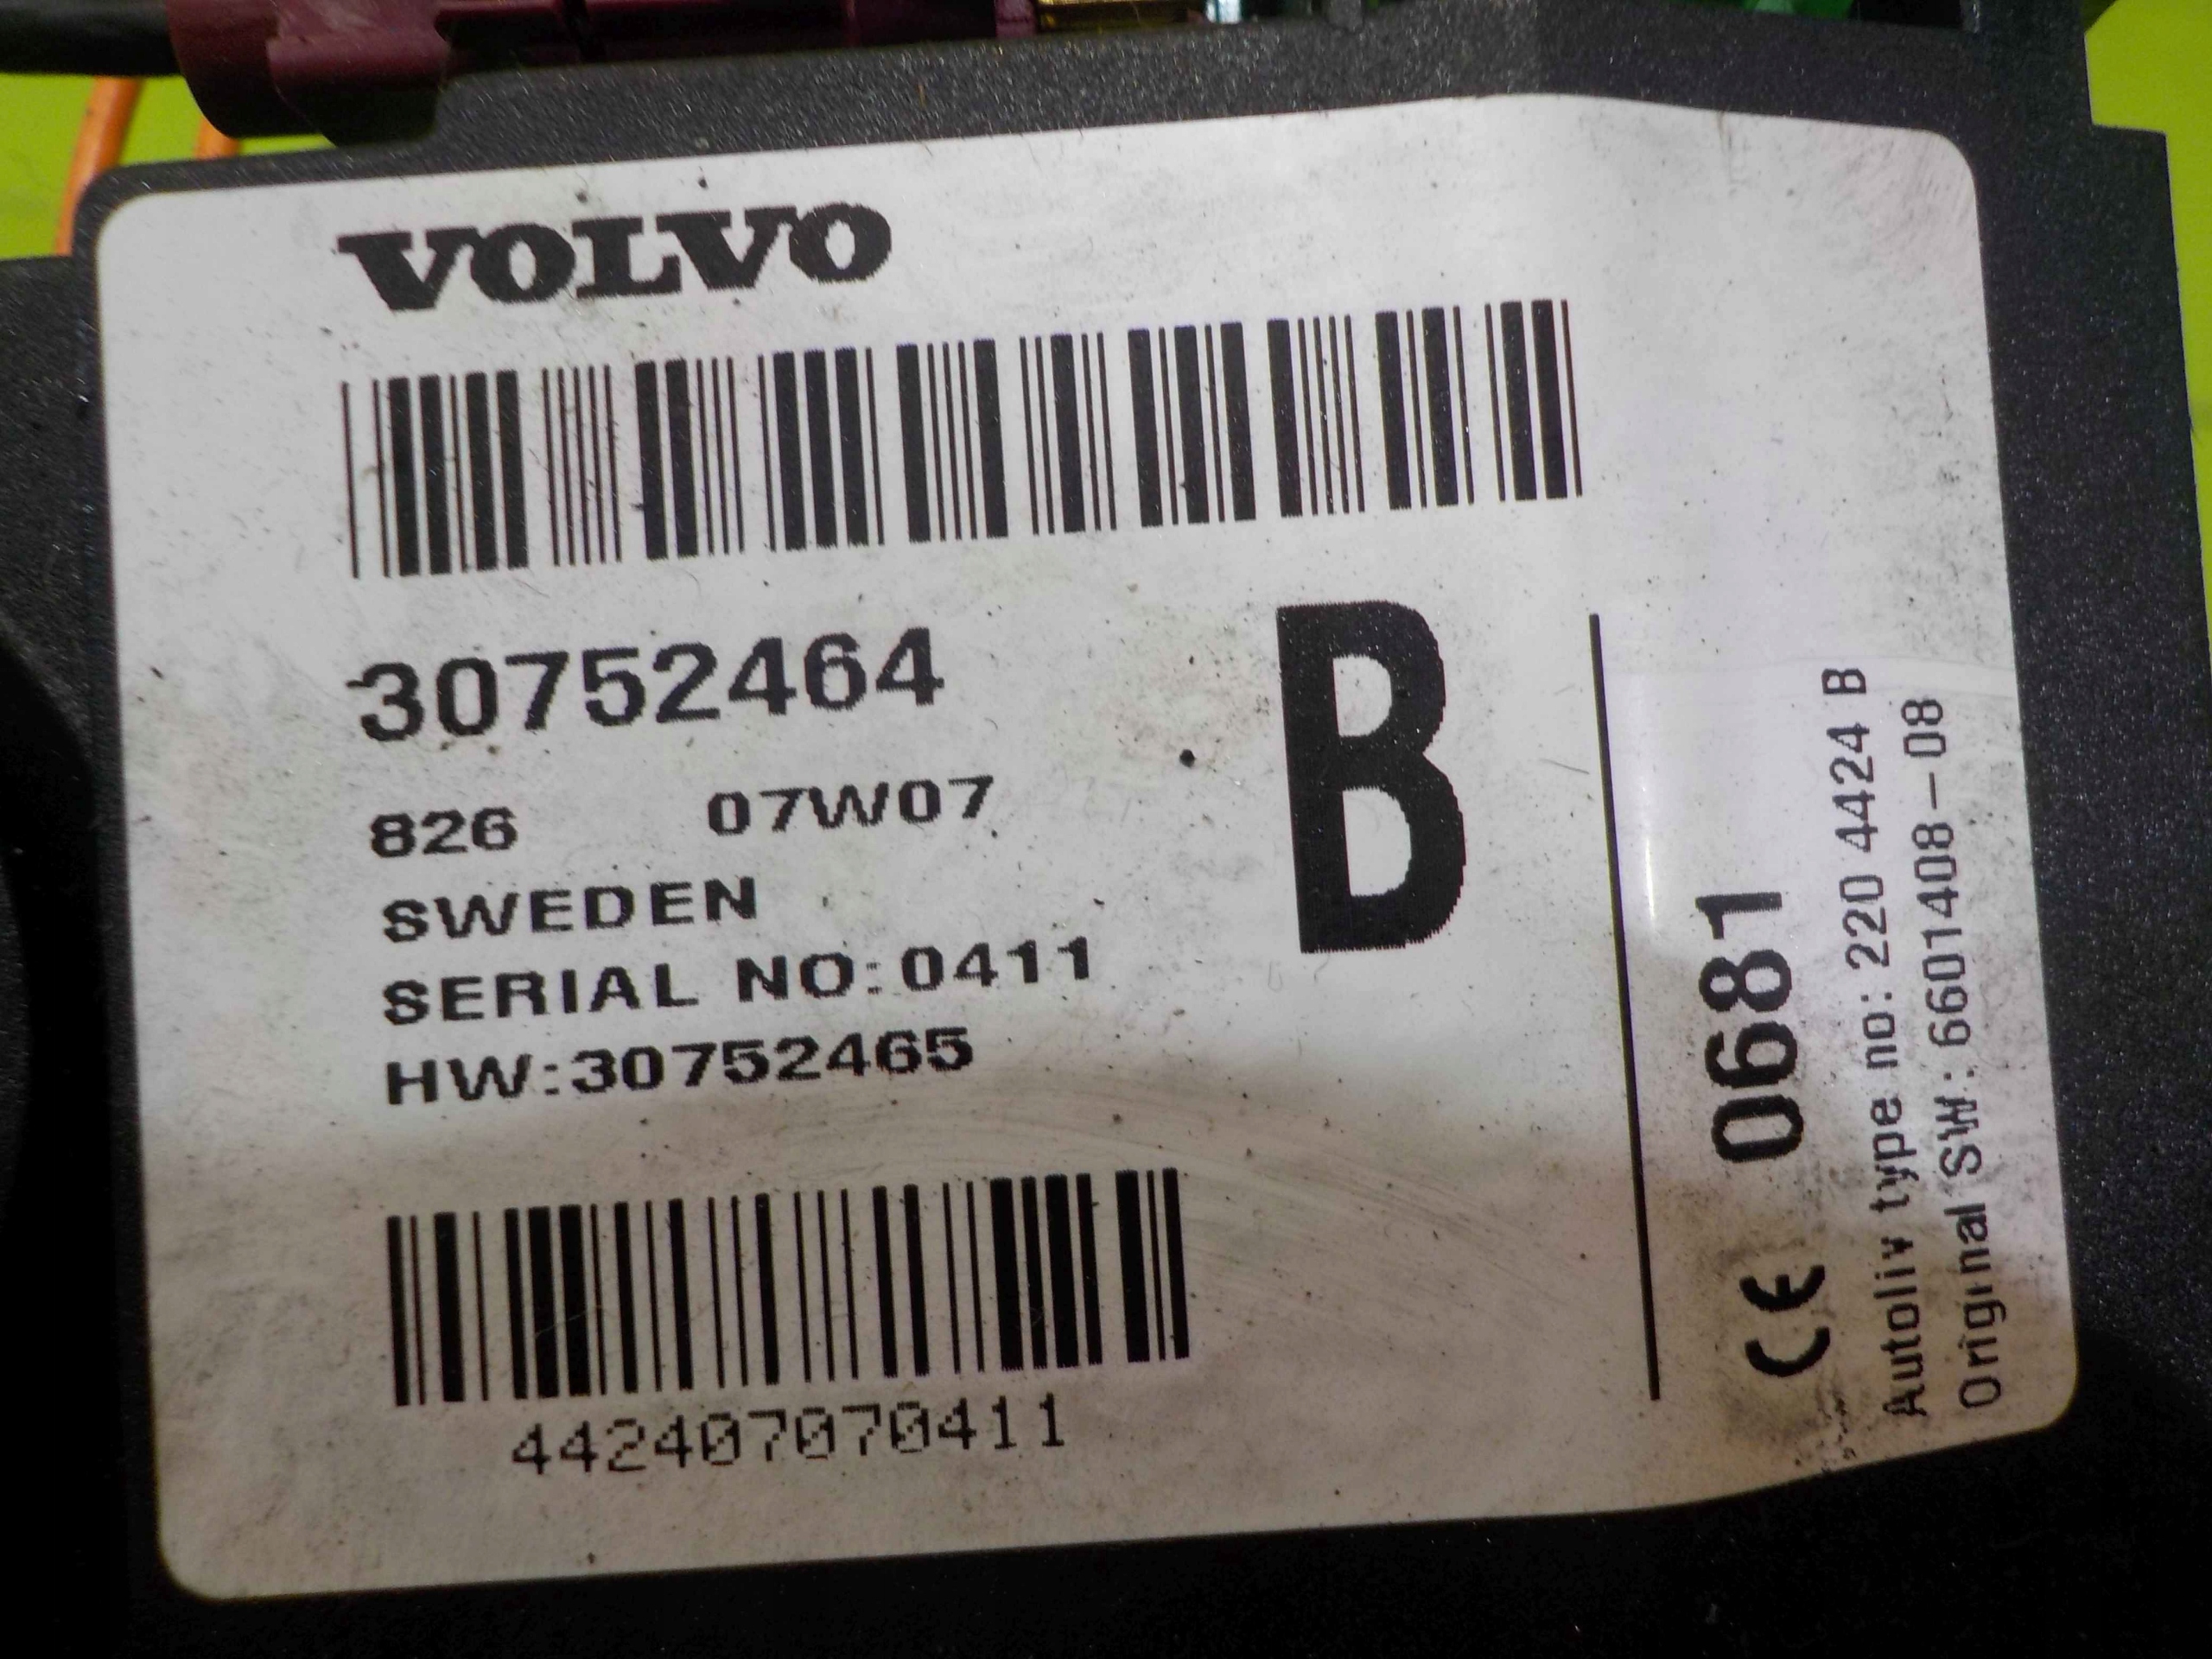 VOLVO
30752464
B
826 07W07
SWEDEN
SERIAL NO:0411
HW:30752465
442407070411
CE 0681
Autoliv type no: 220 4424 B
Original SW: 6601408-08